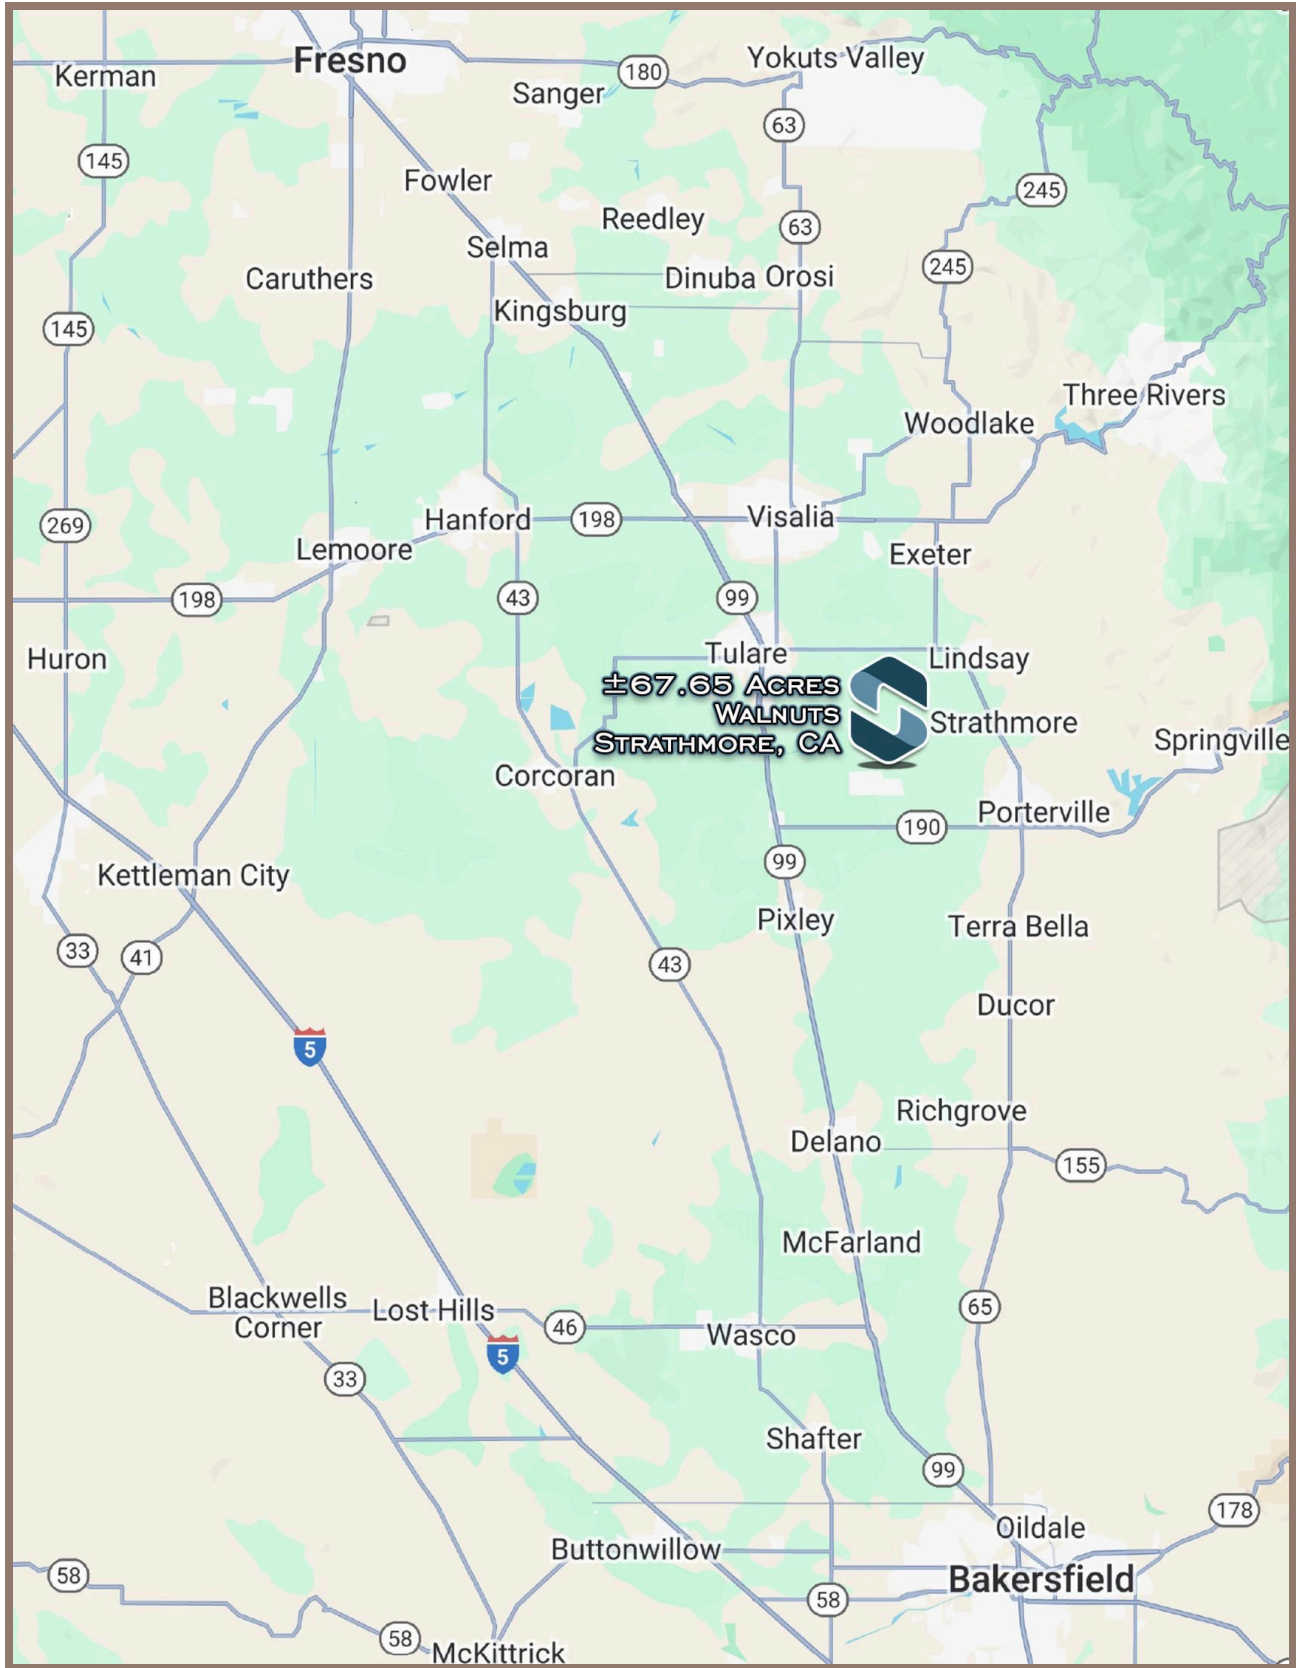 Fresno
Yokuts Valley
Kerman
180
Sanger
63
145
Fowler
245
Reedley
63
Selma
245
Caruthers
Dinuba
Orosi
Kingsburg
145
Three Rivers
Woodlake
269
Hanford
198
Visalia
Lemoore
Exeter
198
43
99
Huron
Tulare
Lindsay
±67.65 Acres
Walnuts
Strathmore, CA
Strathmore
Springville
Corcoran
Porterville
190
99
Kettleman City
Pixley
Terra Bella
33
41
43
Ducor
5
Richgrove
Delano
155
McFarland
Blackwells
Corner
Lost Hills
65
46
Wasco
5
33
Shafter
99
178
Oildale
Buttonwillow
58
Bakersfield
58
58
McKittrick